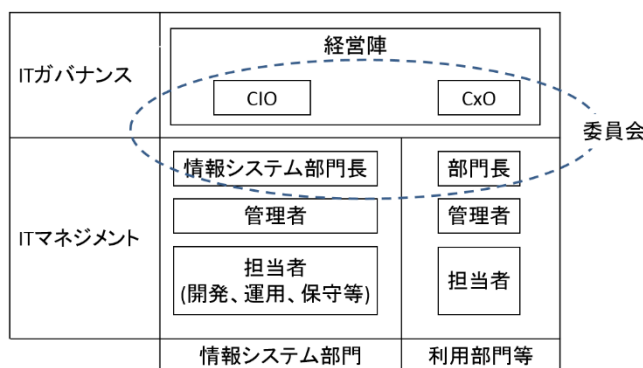 経営陣
ITガバナンス
CIO
CxO
委員会
情報システム部門長
部門長
管理者
管理者
ITマネジメント
担当者
(開発、運用、保守等)
担当者
情報システム部門
利用部門等